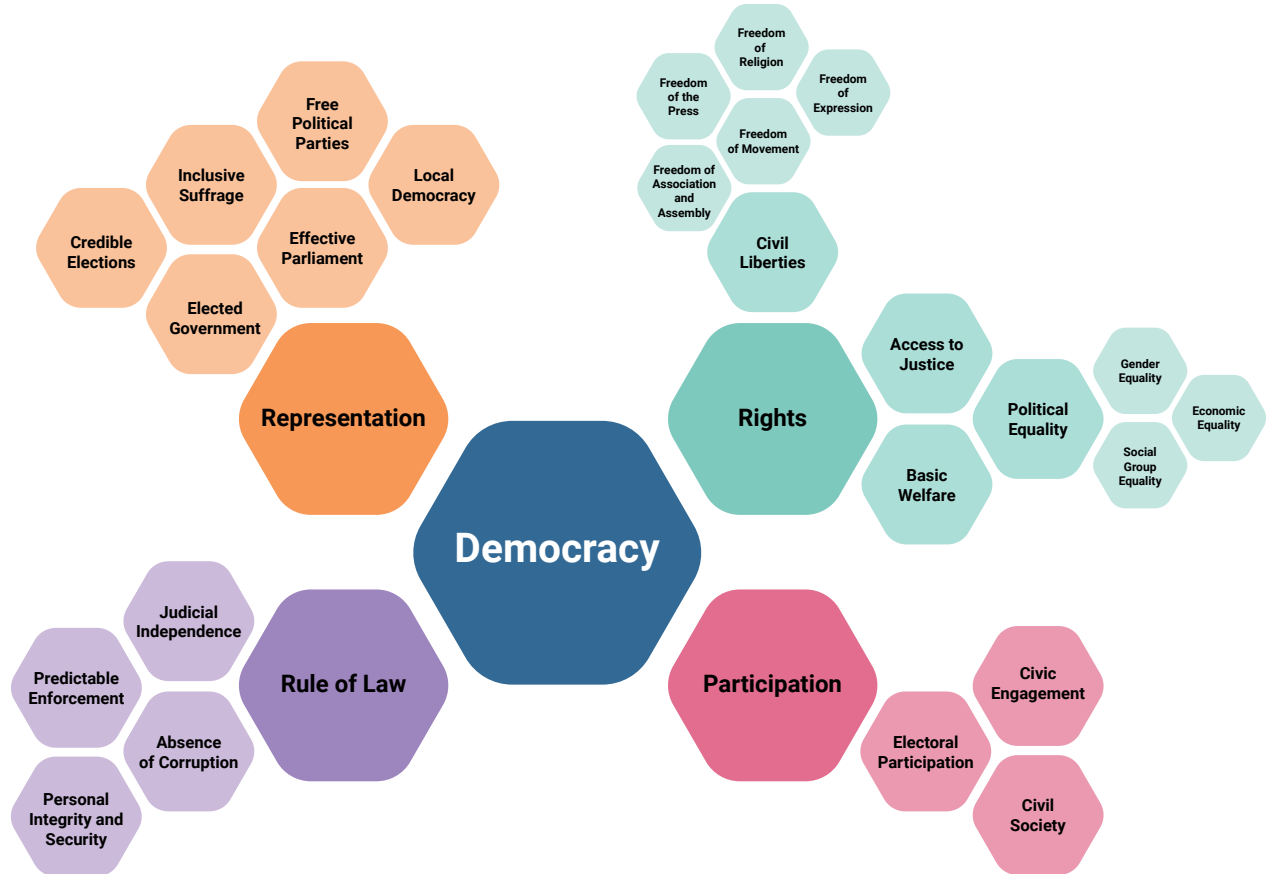 Democracy
Representation
Free
Political
Parties
Inclusive
Suffrage
Local
Democracy
Credible
Elections
Effective
Parliament
Elected
Government
Rights
Civil
Liberties
Freedom
of
Religion
Freedom
of the
Press
Freedom
of
Expression
Freedom
of Movement
Freedom of
Association
and
Assembly
Access to
Justice
Basic
Welfare
Political
Equality
Gender
Equality
Economic
Equality
Social
Group
Equality
Rule of Law
Judicial
Independence
Predictable
Enforcement
Absence
of Corruption
Personal
Integrity and
Security
Participation
Electoral
Participation
Civic
Engagement
Civil
Society